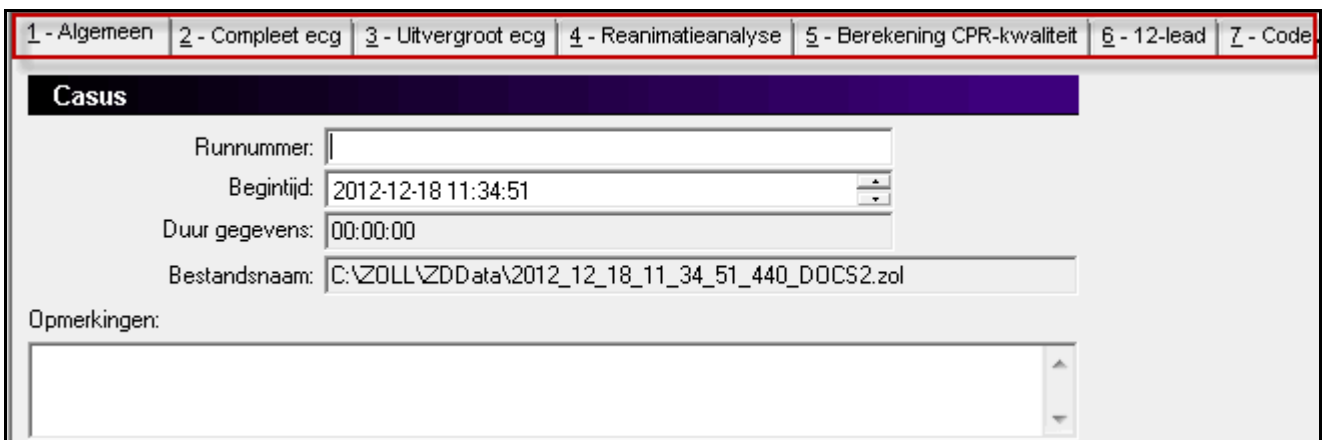 1 - Algemeen 2 - Compleet ecg 3 - Uitvergroot ecg 4 - Reanimatieanalyse 5 - Berekening CPR-kwaliteit 6 - 12-lead 7 - Code
Casus
Runnummer:
Begintijd: 2012-12-18 11:34:51
Duur gegevens: 00:00:00
Bestandsnaam: C:\ZOLL\ZDData\2012_12_18_11_34_51_440_DOCS2.zol
Opmerkingen: